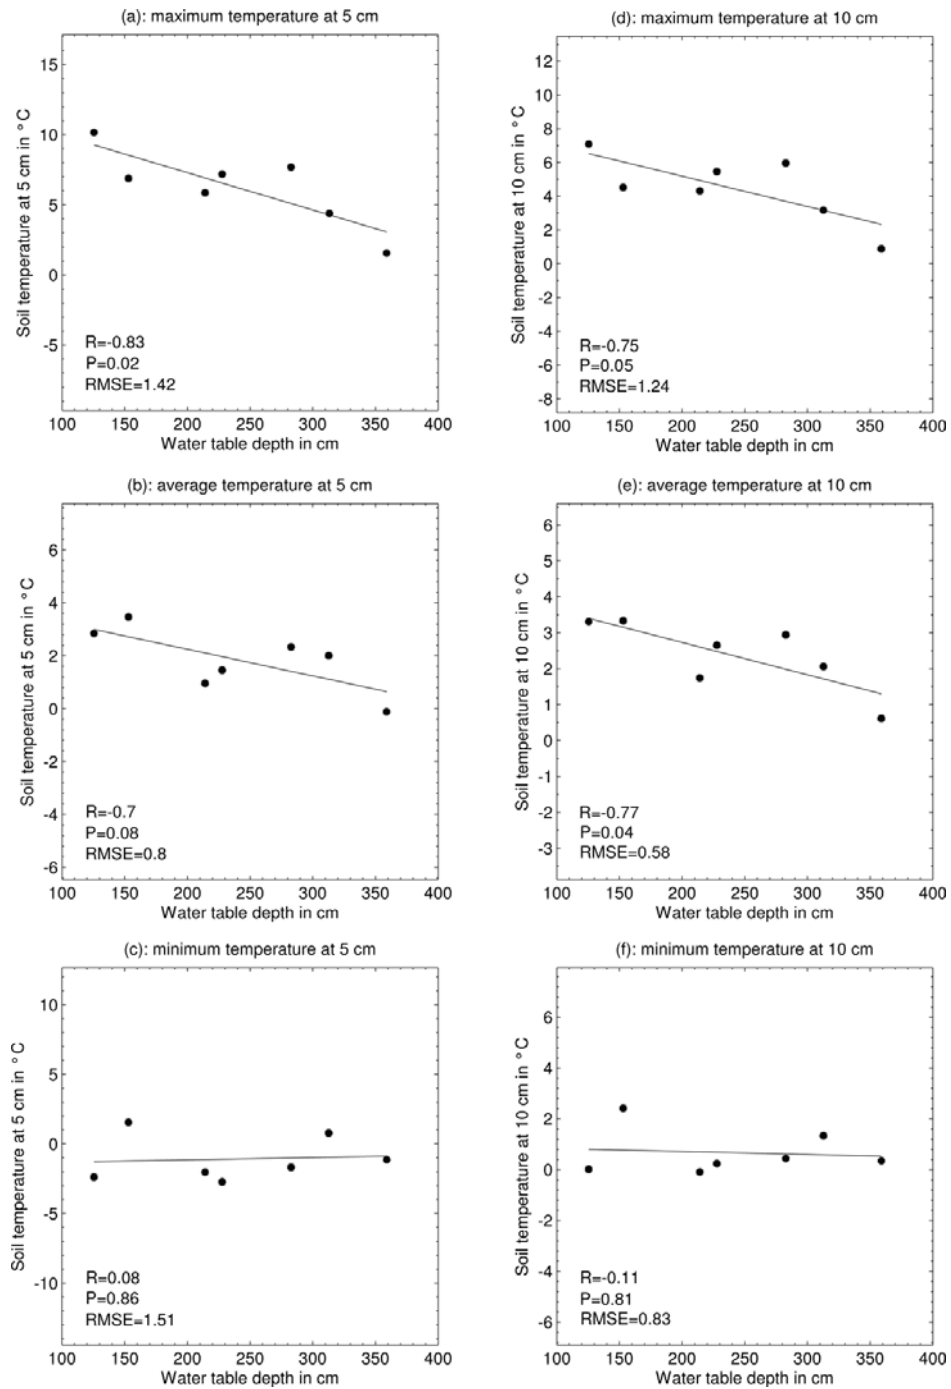 (a): maximum temperature at 5 cm
15
10
5
0
-5
Soil temperature at 5 cm in °C
R=-0.83
P=0.02
RMSE=1.42
100 150 200 250 300 350 400
Water table depth in cm
(d): maximum temperature at 10 cm
12
10
8
6
4
2
0
-2
-4
-6
-8
Soil temperature at 10 cm in °C
R=-0.75
P=0.05
RMSE=1.24
100 150 200 250 300 350 400
Water table depth in cm
(b): average temperature at 5 cm
6
4
2
0
-2
-4
-6
Soil temperature at 5 cm in °C
R=-0.7
P=0.08
RMSE=0.8
100 150 200 250 300 350 400
Water table depth in cm
(e): average temperature at 10 cm
6
5
4
3
2
1
0
-1
-2
-3
Soil temperature at 10 cm in °C
R=-0.77
P=0.04
RMSE=0.58
100 150 200 250 300 350 400
Water table depth in cm
(c): minimum temperature at 5 cm
10
5
0
-5
-10
Soil temperature at 5 cm in °C
R=0.08
P=0.86
RMSE=1.51
100 150 200 250 300 350 400
Water table depth in cm
(f): minimum temperature at 10 cm
6
4
2
0
-2
-4
-6
Soil temperature at 10 cm in °C
R=-0.11
P=0.81
RMSE=0.83
100 150 200 250 300 350 400
Water table depth in cm